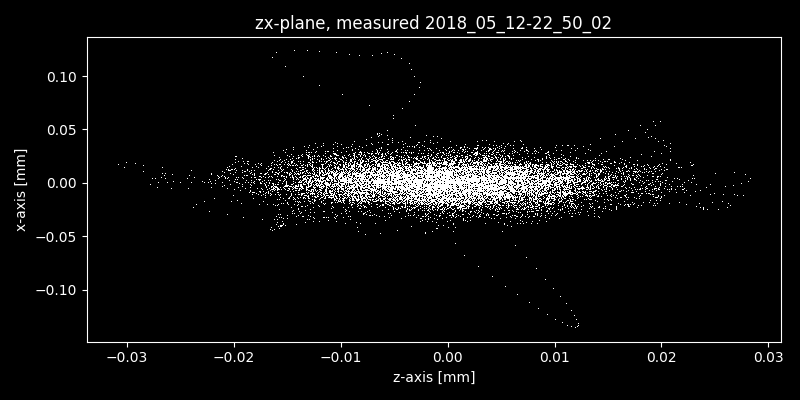 zx-plane, measured 2018_05_12-22_50_02
0.10
0.05
0.00
−0.05
−0.10
x-axis [mm]
−0.03 −0.02 −0.01 0.00 0.01 0.02 0.03
z-axis [mm]